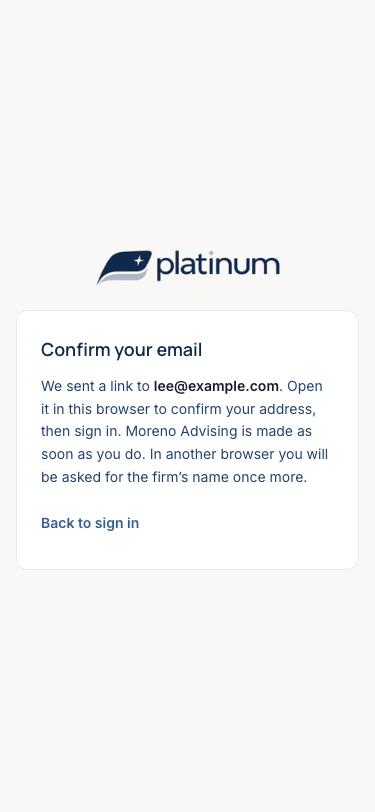 platinum
Confirm your email
We sent a link to lee@example.com. Open
it in this browser to confirm your address,
then sign in. Moreno Advising is made as
soon as you do. In another browser you will
be asked for the firm’s name once more.
Back to sign in